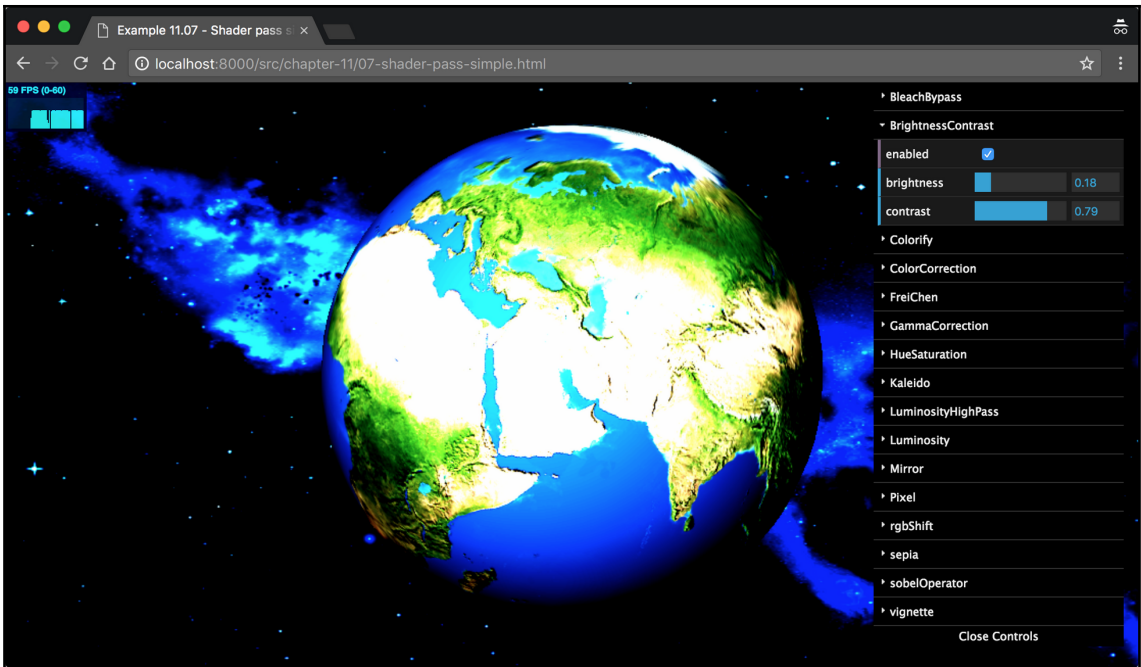 Example 11.07 - Shader pass s
localhost:8000/src/chapter-11/07-shader-pass-simple.html
59 FPS (0-60)
BleachBypass
BrightnessContrast
enabled
brightness 0.18
contrast 0.79
Colorify
ColorCorrection
FreiChen
GammaCorrection
HueSaturation
Kaleido
LuminosityHighPass
Luminosity
Mirror
Pixel
rgbShift
sepia
sobelOperator
vignette
Close Controls